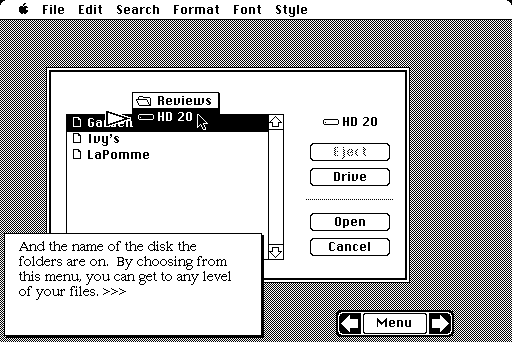 File Edit Search Format Font Style
Reviews
HD 20
HD 20
Garden
Ivy's
LaPomme
Eject
Drive
Open
Cancel
And the name of the disk the
folders are on. By choosing from
this menu, you can get to any level
of your files. >>>
Menu